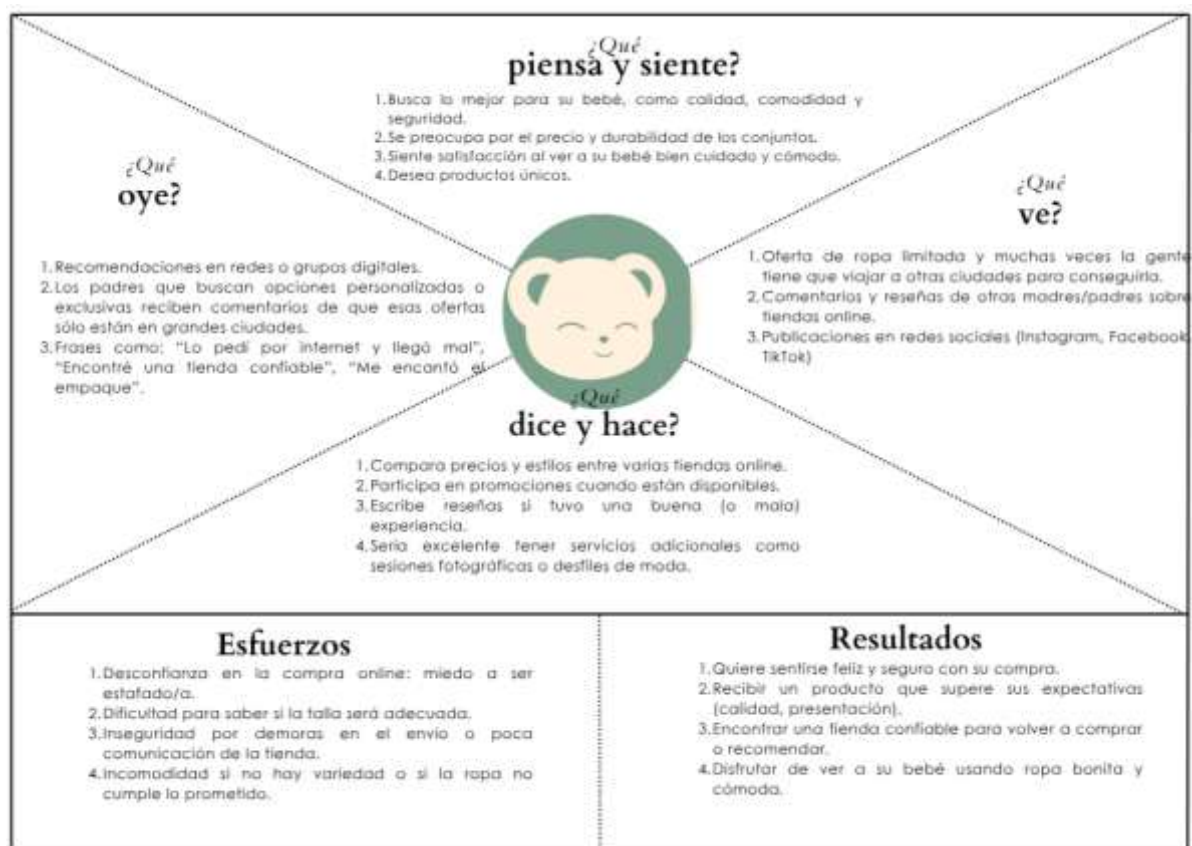 ¿Qué
piensa y siente?
1.Busca lo mejor para su bebé, como calidad, comodidad y
seguridad.
2.Se preocupa por el precio y durabilidad de los conjuntos.
3.Siente satisfacción al ver a su bebé bien cuidado y cómodo.
4.Desea productos únicos.
¿Qué
oye?
1.Recomendaciones en redes o grupos digitales.
2.Los padres que buscan opciones personalizadas o
exclusivas reciben comentarios de que esas ofertas
sólo están en grandes ciudades.
3.Frases como: “Lo pedí por internet y llegó mal”,
“Encontré una tienda confiable”, “Me encantó el
empaque”.
¿Qué
ve?
1.Oferta de ropa limitada y muchas veces la gente
tiene que viajar a otras ciudades para conseguirla.
2.Comentarios y reseñas de otras madres/padres sobre
tiendas online.
3.Publicaciones en redes sociales (Instagram, Facebook,
TikTok)
¿Qué
dice y hace?
1.Compara precios y estilos entre varias tiendas online.
2.Participa en promociones cuando están disponibles.
3.Escribe reseñas si tuvo una buena (o mala)
experiencia.
4.Sería excelente tener servicios adicionales como
sesiones fotográficas o desfiles de moda.
Esfuerzos
1.Desconfianza en la compra online: miedo a ser
estafado/a.
2.Dificultad para saber si la talla será adecuada.
3.Inseguridad por demoras en el envío o poca
comunicación de la tienda.
4.Incomodidad si no hay variedad o si la ropa no
cumple lo prometido.
Resultados
1.Quiere sentirse feliz y seguro con su compra.
2.Recibir un producto que supere sus expectativas
(calidad, presentación).
3.Encontrar una tienda confiable para volver a comprar
o recomendar.
4.Disfrutar de ver a su bebé usando ropa bonita y
cómoda.